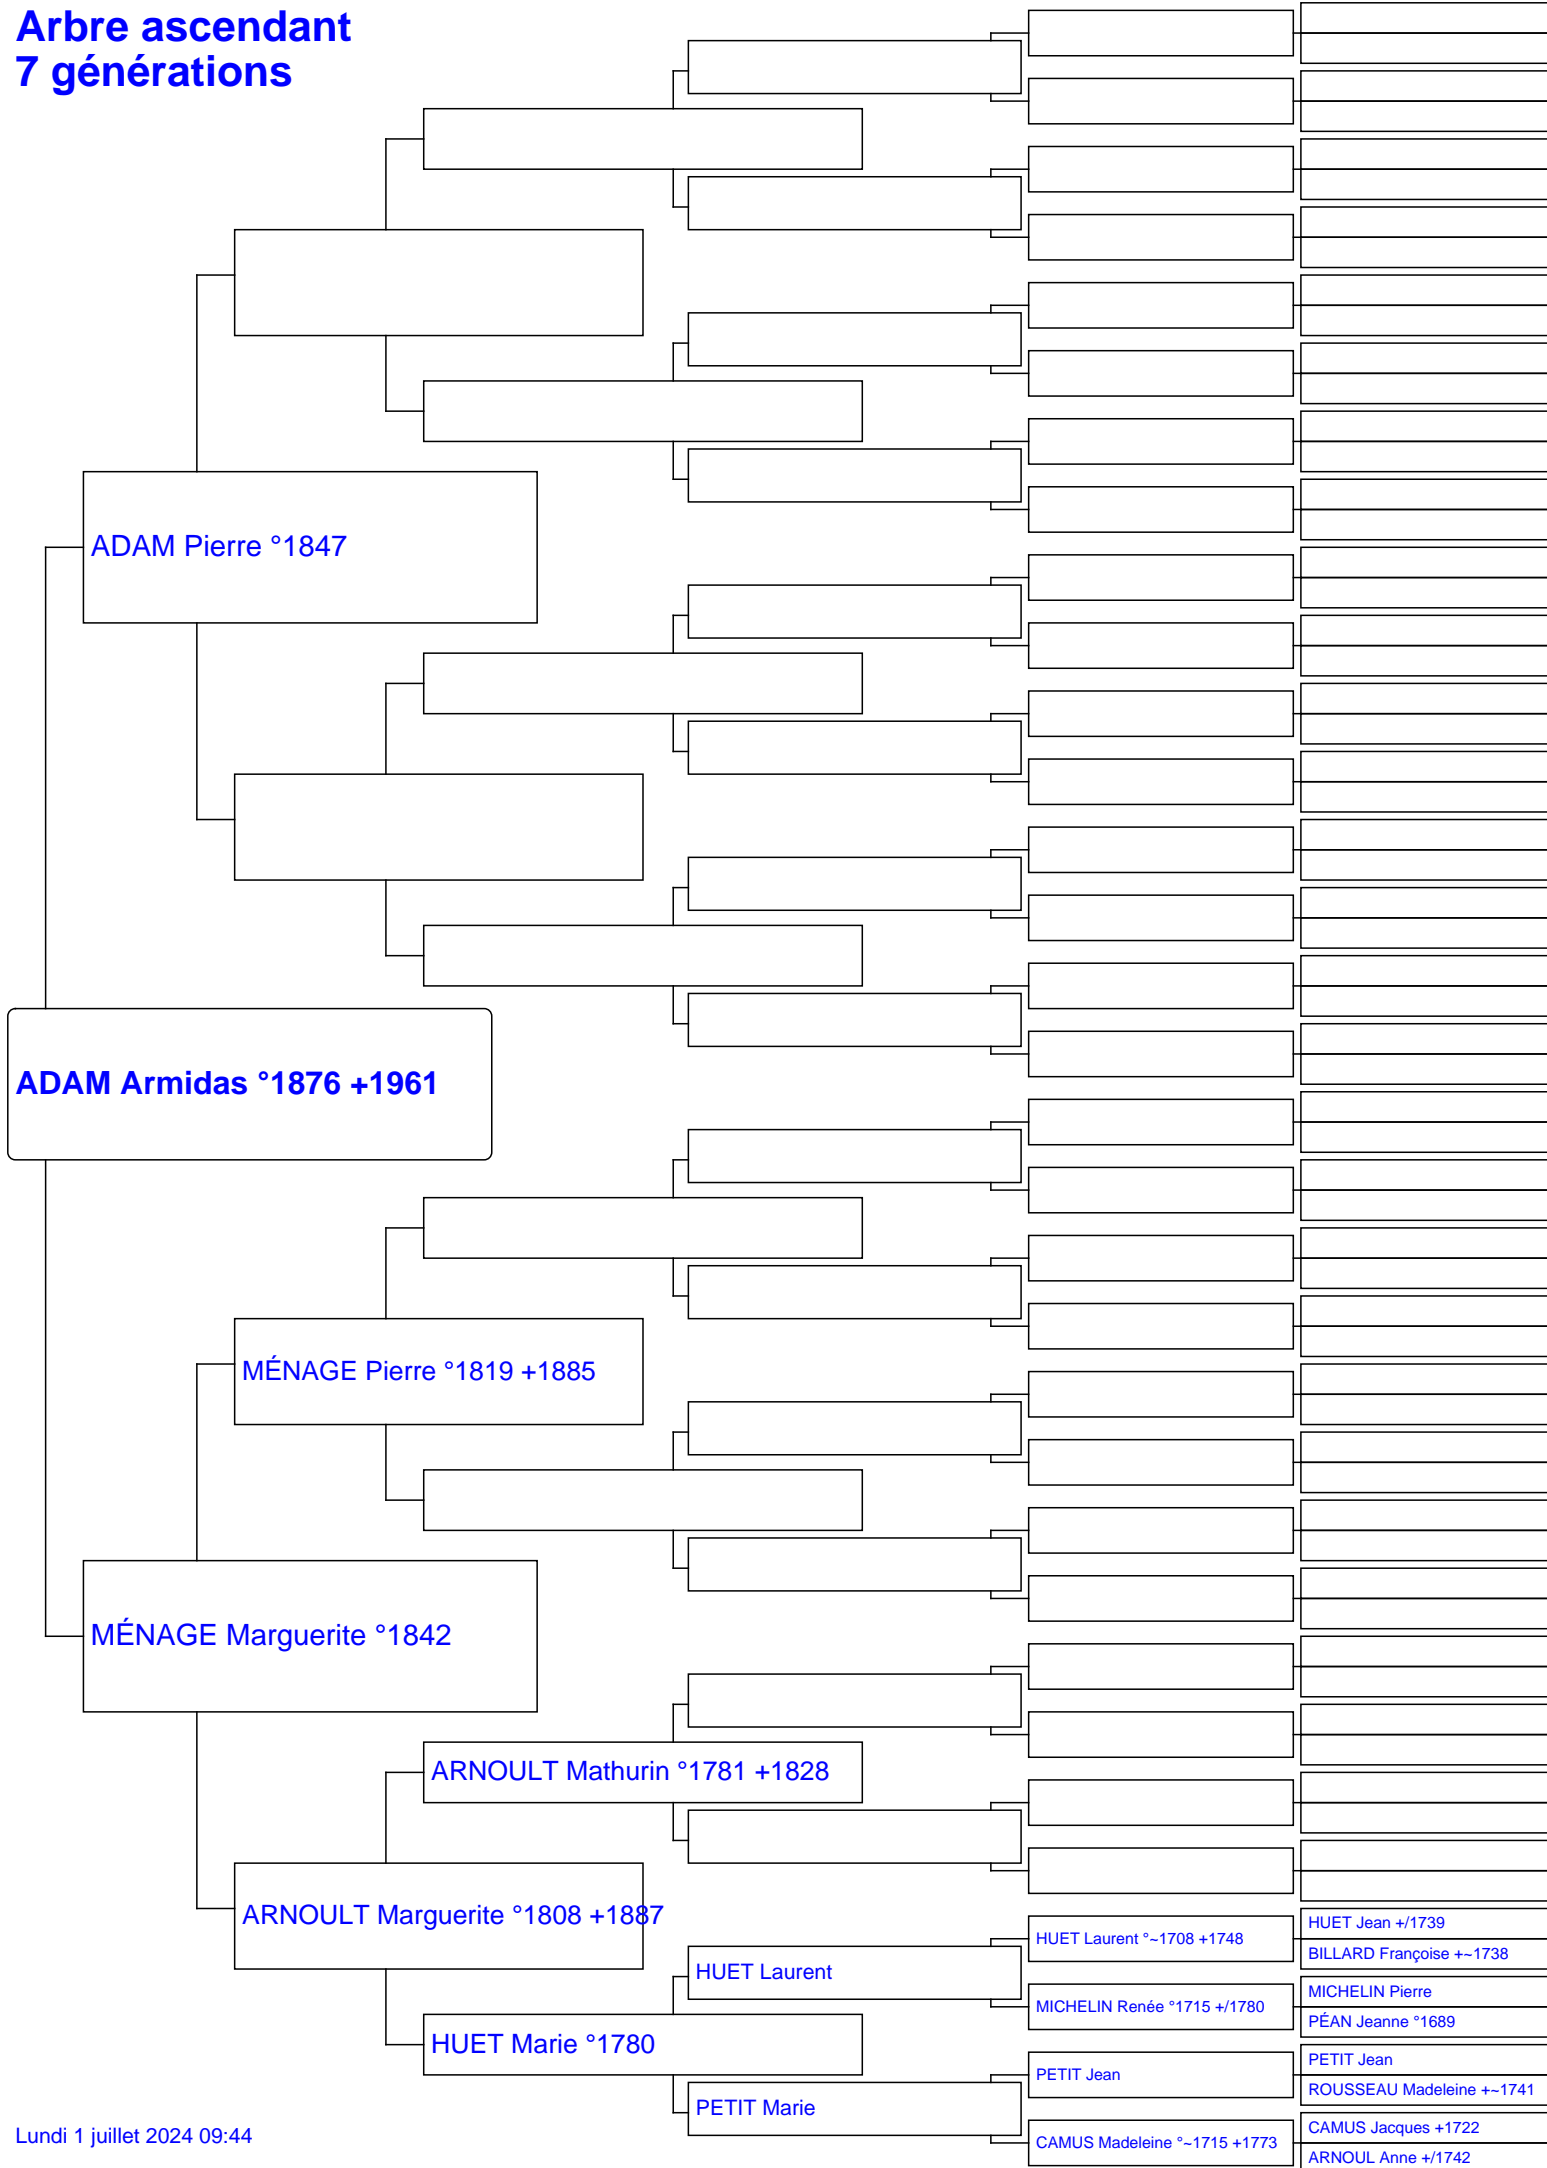 Arbre ascendant
7 générations
ADAM Pierre °1847
ADAM Armidas °1876 +1961
MÉNAGE Pierre °1819 +1885
MÉNAGE Marguerite °1842
ARNOULT Mathurin °1781 +1828
ARNOULT Marguerite °1808 +1887
HUET Jean +/1739
HUET Laurent °~1708 +1748
BILLARD Françoise +~1738
HUET Laurent
MICHELIN Pierre
MICHELIN Renée °1715 +/1780
PÉAN Jeanne °1689
HUET Marie °1780
PETIT Jean
PETIT Jean
ROUSSEAU Madeleine +~1741
PETIT Marie
CAMUS Jacques +1722
CAMUS Madeleine °~1715 +1773
ARNOUL Anne +/1742
Lundi 1 juillet 2024 09:44